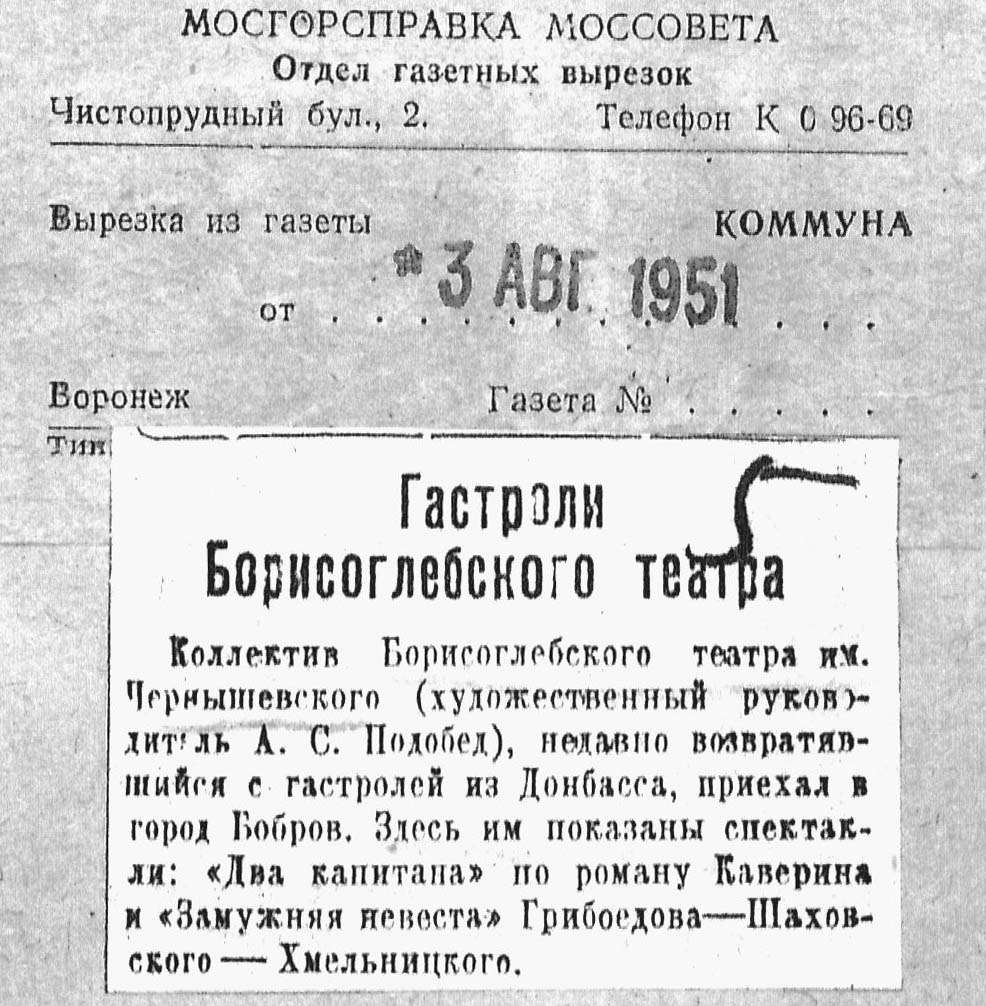 МОСГОРСПРАВКА МОССОВЕТА
Отдел газетных вырезок
Чистопрудный бул., 2. Телефон К 0 96-69
Вырезка из газеты КОММУНА
от 3 АВГ 1951
Воронеж Газета №
Тип
Гастроли
Борисоглебского театра
Коллектив Борисоглебского театра им.
Чернышевского (художественный руково-
дитель А. С. Подобед), недавно возвратяв-
шийся с гастролей из Донбасса, приехал в
город Бобров. Здесь им показаны спектак-
ли: «Два капитана» по роману Каверина
и «Замужняя невеста» Грибоедова—Шахов-
ского — Хмельницкого.